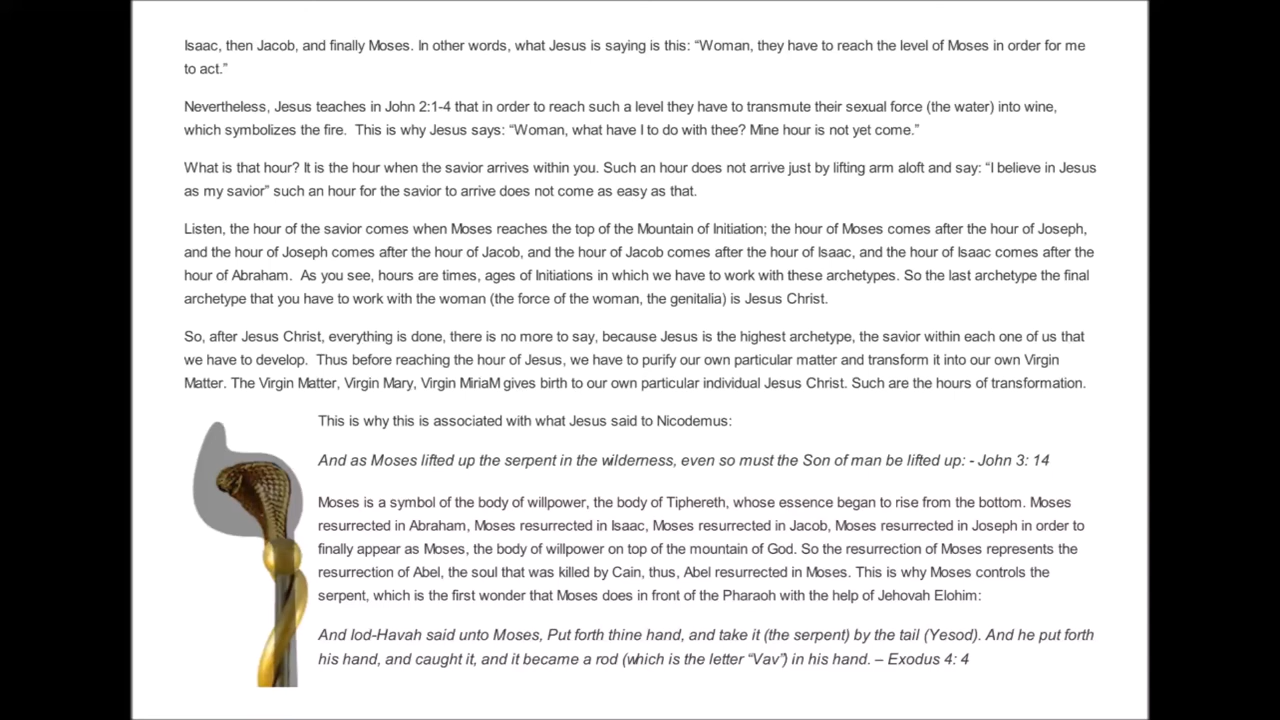 Isaac, then Jacob, and finally Moses. In other words, what Jesus is saying is this: “Woman, they have to reach the level of Moses in order for me
to act.”
Nevertheless, Jesus teaches in John 2:1-4 that in order to reach such a level they have to transmute their sexual force (the water) into wine,
which symbolizes the fire.  This is why Jesus says: “Woman, what have I to do with thee? Mine hour is not yet come.”
What is that hour? It is the hour when the savior arrives within you. Such an hour does not arrive just by lifting arm aloft and say: “I believe in Jesus
as my savior” such an hour for the savior to arrive does not come as easy as that.
Listen, the hour of the savior comes when Moses reaches the top of the Mountain of Initiation; the hour of Moses comes after the hour of Joseph,
and the hour of Joseph comes after the hour of Jacob, and the hour of Jacob comes after the hour of Isaac, and the hour of Isaac comes after the
hour of Abraham.  As you see, hours are times, ages of Initiations in which we have to work with these archetypes. So the last archetype the final
archetype that you have to work with the woman (the force of the woman, the genitalia) is Jesus Christ.
So, after Jesus Christ, everything is done, there is no more to say, because Jesus is the highest archetype, the savior within each one of us that
we have to develop.  Thus before reaching the hour of Jesus, we have to purify our own particular matter and transform it into our own Virgin
Matter. The Virgin Matter, Virgin Mary, Virgin MiriaM gives birth to our own particular individual Jesus Christ. Such are the hours of transformation.
This is why this is associated with what Jesus said to Nicodemus:
And as Moses lifted up the serpent in the wilderness, even so must the Son of man be lifted up: - John 3: 14
Moses is a symbol of the body of willpower, the body of Tiphereth, whose essence began to rise from the bottom. Moses
resurrected in Abraham, Moses resurrected in Isaac, Moses resurrected in Jacob, Moses resurrected in Joseph in order to
finally appear as Moses, the body of willpower on top of the mountain of God. So the resurrection of Moses represents the
resurrection of Abel, the soul that was killed by Cain, thus, Abel resurrected in Moses. This is why Moses controls the
serpent, which is the first wonder that Moses does in front of the Pharaoh with the help of Jehovah Elohim:
And Iod-Havah said unto Moses, Put forth thine hand, and take it (the serpent) by the tail (Yesod). And he put forth
his hand, and caught it, and it became a rod (which is the letter “Vav”) in his hand. – Exodus 4: 4